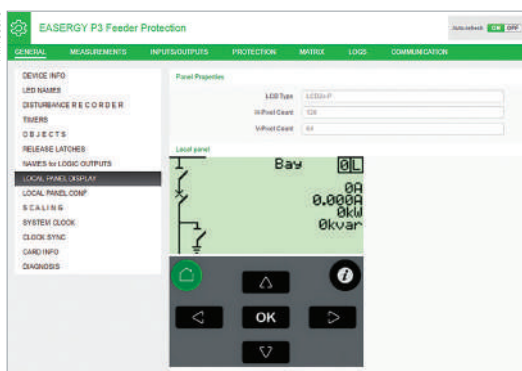 EASERGY P3 Feeder Protection
Auto refresh ON OFF
GENERAL MEASUREMENTS INPUTS/OUTPUTS PROTECTION MATRIX LOGS COMMUNICATION
DEVICE INFO
LED NAMES
DISTURBANCE RECORDER
TIMERS
OBJECTS
RELEASE LATCHES
NAMES for LOGIC OUTPUTS
LOCAL PANEL DISPLAY
LOCAL PANEL CONF
SCALING
SYSTEM CLOCK
CLOCK SYNC
CARD INFO
DIAGNOSIS
Panel Properties
LCD Type
H-Pixel Count 128
V-Pixel Count 64
Local panel
Bay 0 L
0A
0.000A
0kW
0kvar
i
OK